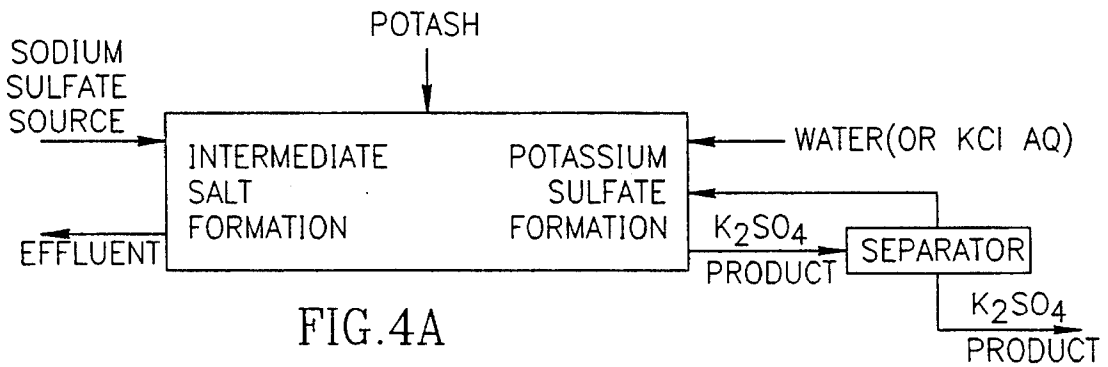 POTASH
SODIUM
SULFATE
SOURCE
INTERMEDIATE
SALT
FORMATION
POTASSIUM
SULFATE
FORMATION
WATER(OR KCl AQ)
EFFLUENT
K2SO4
PRODUCT
SEPARATOR
K2SO4
PRODUCT
FIG.4A